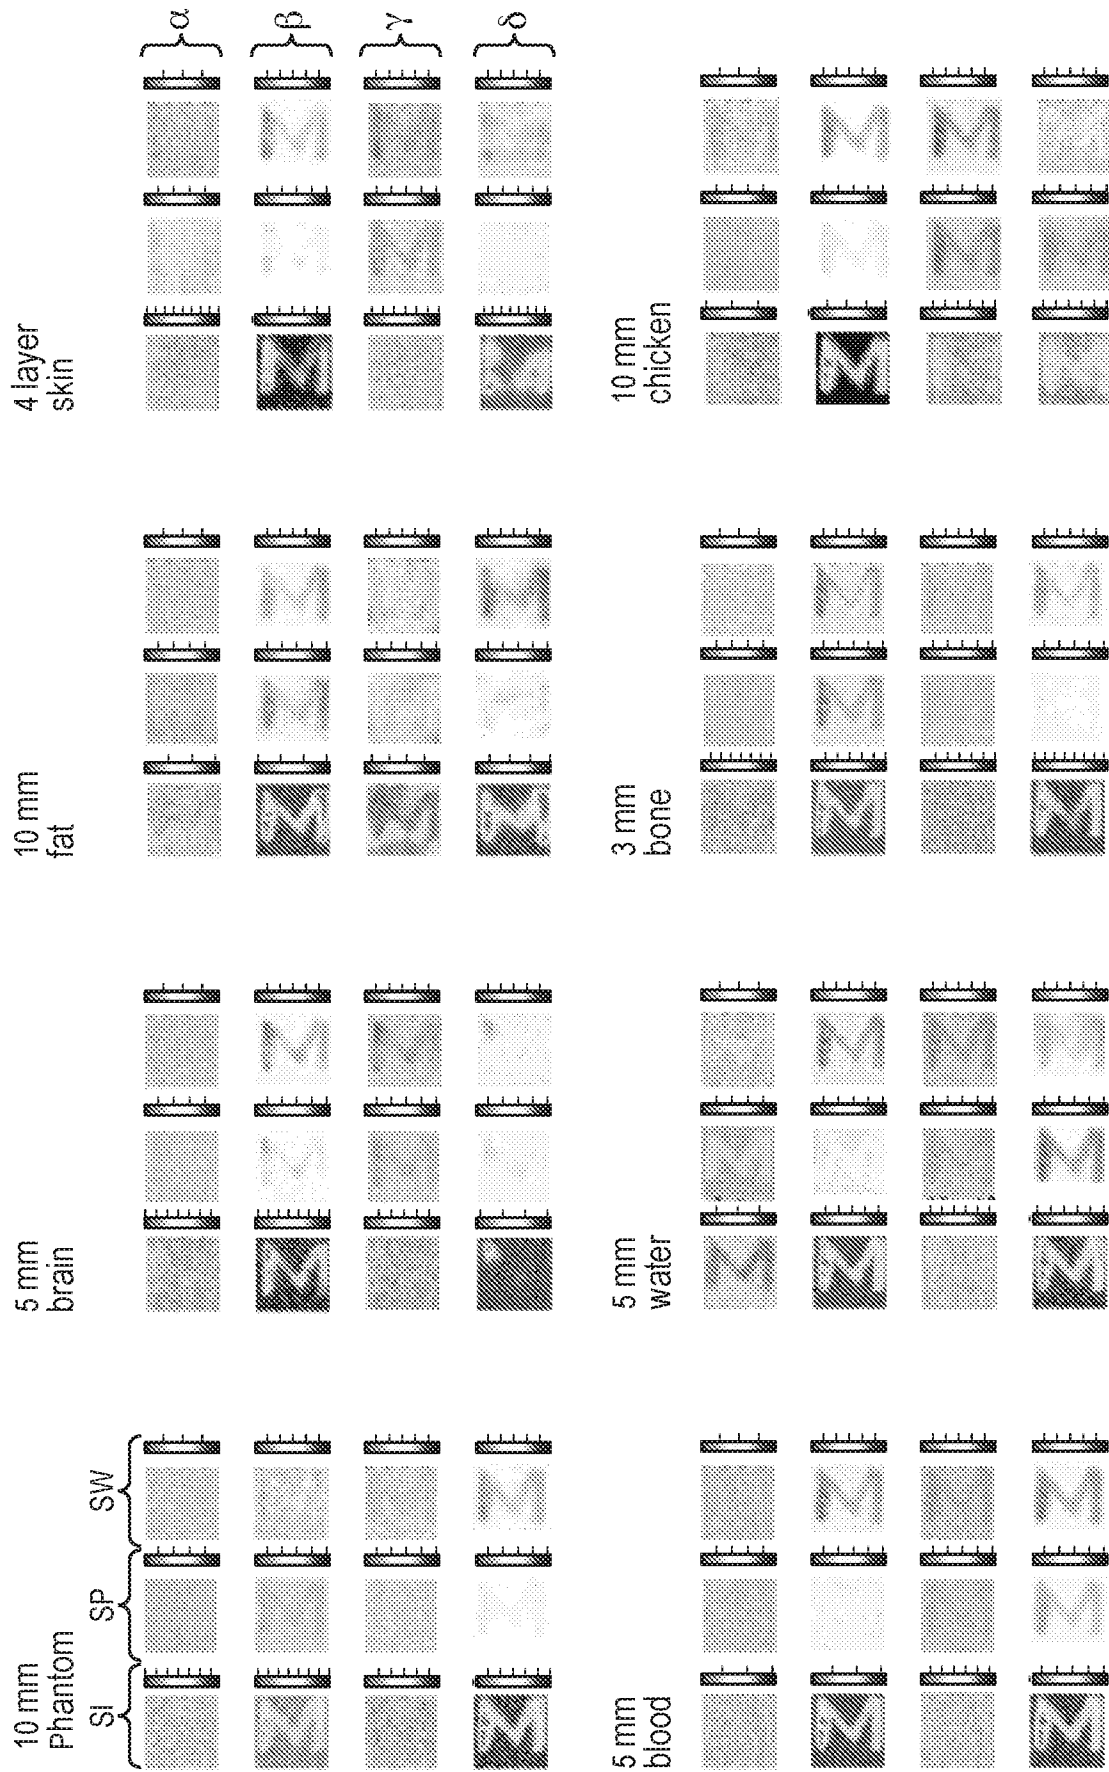 10 mm
Phantom
SI
SP
SW
5 mm
brain
10 mm
fat
4 layer
skin
α
β
γ
δ
5 mm
blood
5 mm
water
3 mm
bone
10 mm
chicken